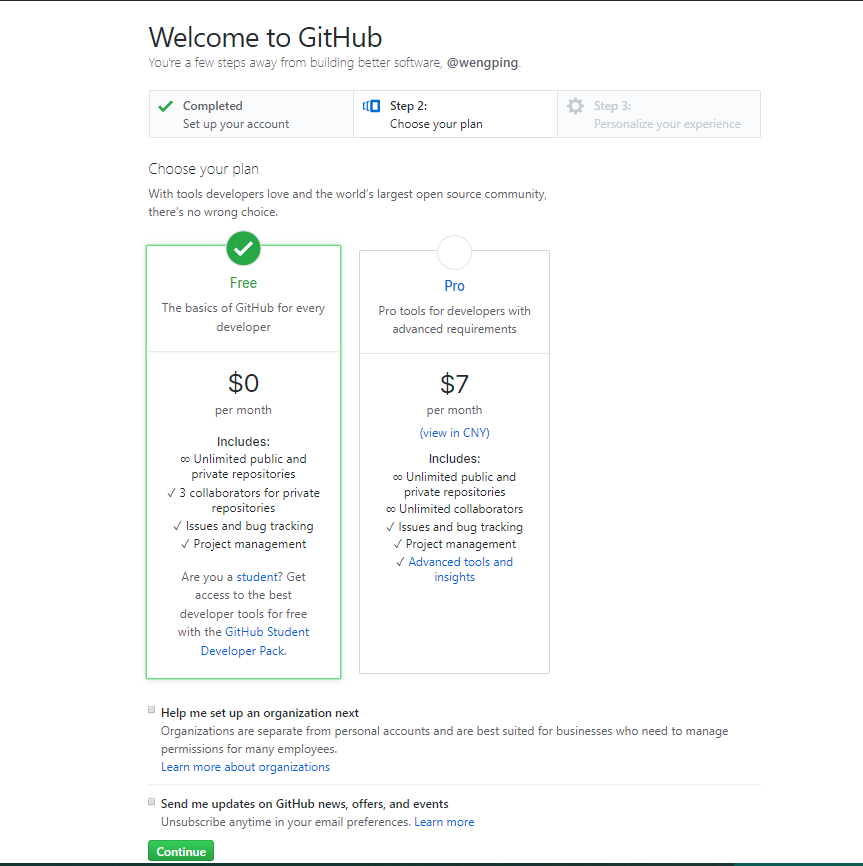 Welcome to GitHub
You're a few steps away from building better software, @wengping.
Completed
Set up your account
Step 2:
Choose your plan
Step 3:
Personalize your experience
Choose your plan
With tools developers love and the world's largest open source community,
there's no wrong choice.
Free
The basics of GitHub for every
developer
$0
per month
Includes:
∞ Unlimited public and
private repositories
✓ 3 collaborators for private
repositories
✓ Issues and bug tracking
✓ Project management
Are you a student? Get
access to the best
developer tools for free
with the GitHub Student
Developer Pack.
Pro
Pro tools for developers with
advanced requirements
$7
per month
(view in CNY)
Includes:
∞ Unlimited public and
private repositories
∞ Unlimited collaborators
✓ Issues and bug tracking
✓ Project management
✓ Advanced tools and
insights
Help me set up an organization next
Organizations are separate from personal accounts and are best suited for businesses who need to manage
permissions for many employees.
Learn more about organizations
Send me updates on GitHub news, offers, and events
Unsubscribe anytime in your email preferences. Learn more
Continue